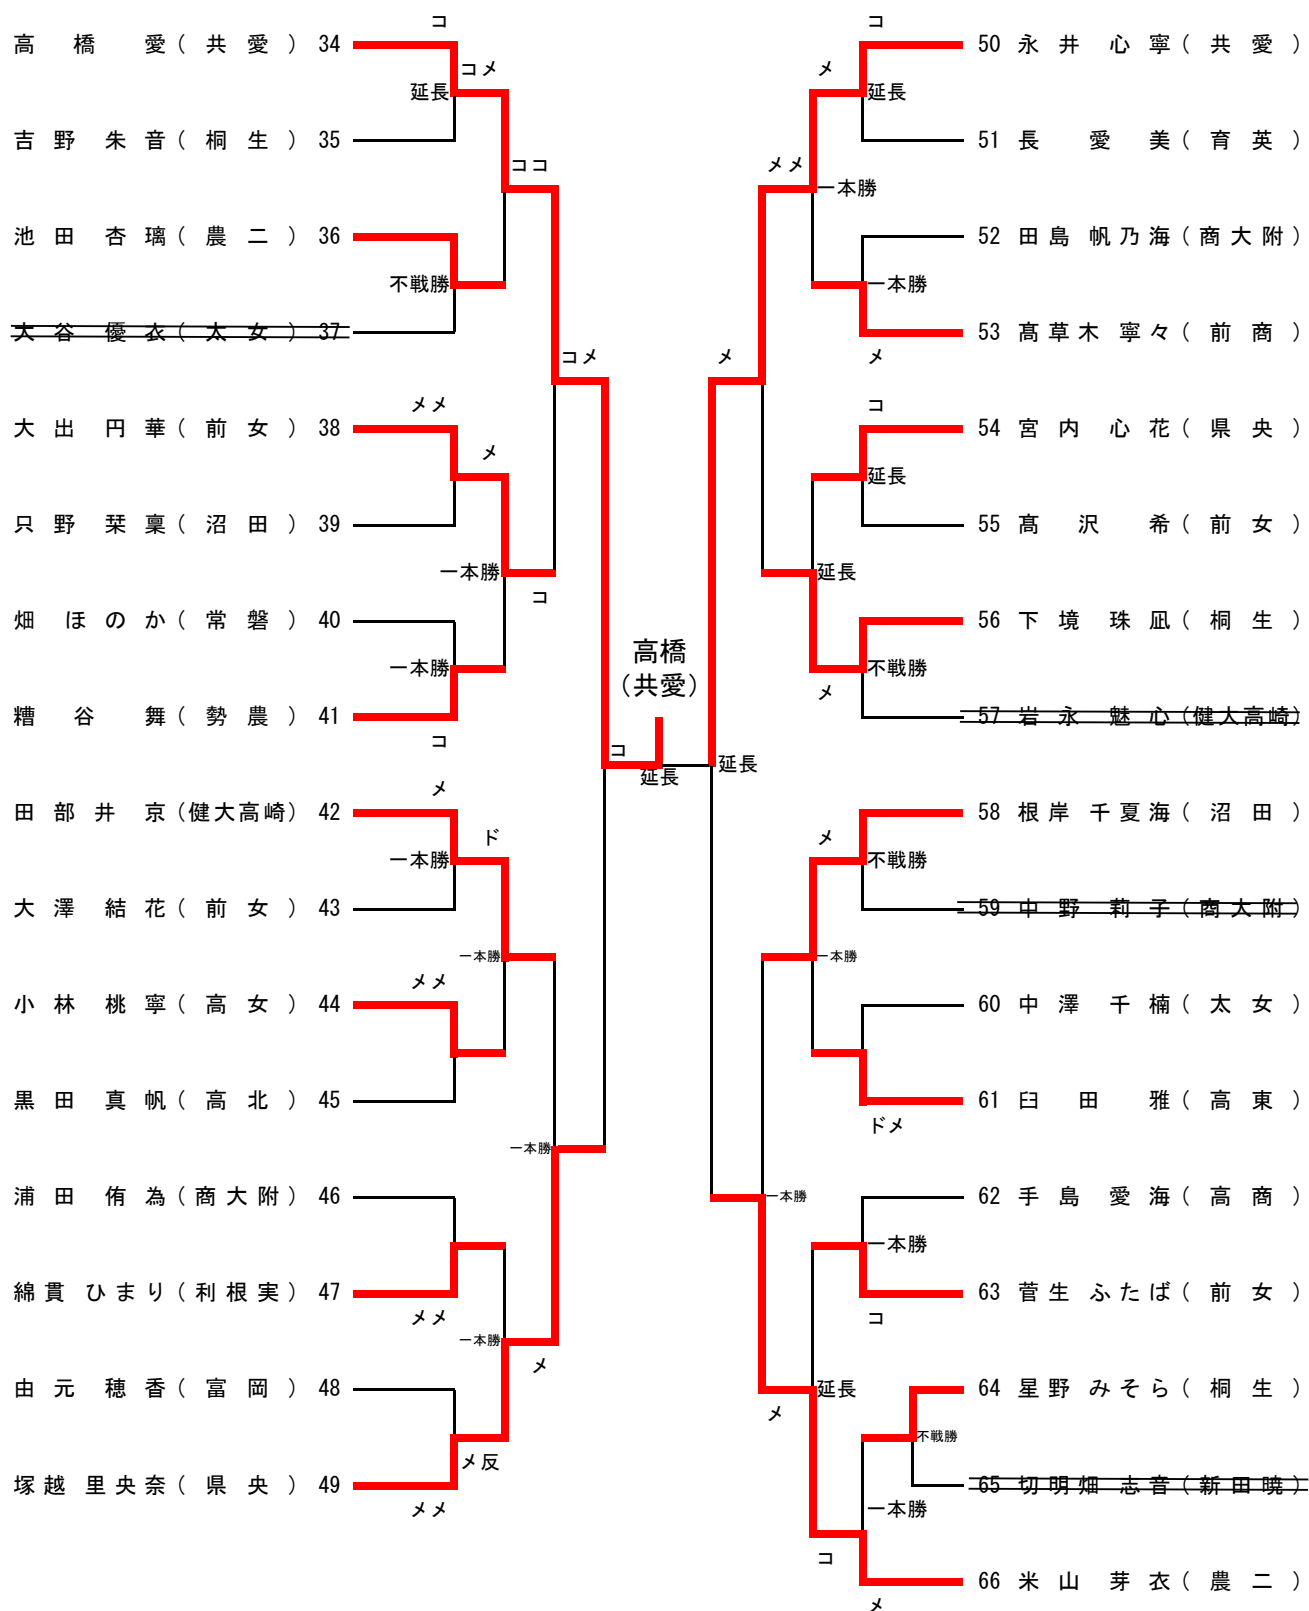 コ
高橋 愛(共愛) 34
コメ
延長
吉野 朱音(桐生) 35
ココ
池田 杏璃(農二) 36
不戦勝
大谷 優衣(太女) 37
コメ
メメ
大出 円華(前女) 38
メ
只野 栞稟(沼田) 39
一本勝
コ
畑 ほのか(常磐) 40
一本勝
糟谷 舞(勢農) 41
コ
メ
田部井 京(健大高崎) 42
ド
一本勝
大澤 結花(前女) 43
一本勝
メメ
小林 桃寧(高女) 44
黒田 真帆(高北) 45
一本勝
浦田 侑為(商大附) 46
綿貫 ひまり(利根実) 47
メメ
一本勝
メ
由元 穂香(富岡) 48
メ反
塚越 里央奈(県央) 49
メメ
高橋
(共愛)
コ
延長
コ
50 永井 心寧(共愛)
メ
延長
51 長 愛美(育英)
メメ
一本勝
52 田島 帆乃海(商大附)
一本勝
53 髙草木 寧々(前商)
メ
メ
コ
54 宮内 心花(県央)
延長
55 髙沢 希(前女)
延長
56 下境 珠凪(桐生)
不戦勝
メ
57 岩永 魅心(健大高崎)
延長
58 根岸 千夏海(沼田)
メ
不戦勝
59 中野 莉子(商大附)
一本勝
60 中澤 千楠(太女)
61 臼田 雅(高東)
ドメ
一本勝
62 手島 愛海(高商)
一本勝
63 菅生 ふたば(前女)
コ
延長
メ
64 星野 みそら(桐生)
不戦勝
65 切明畑 志音(新田暁)
一本勝
コ
66 米山 芽衣(農二)
メ